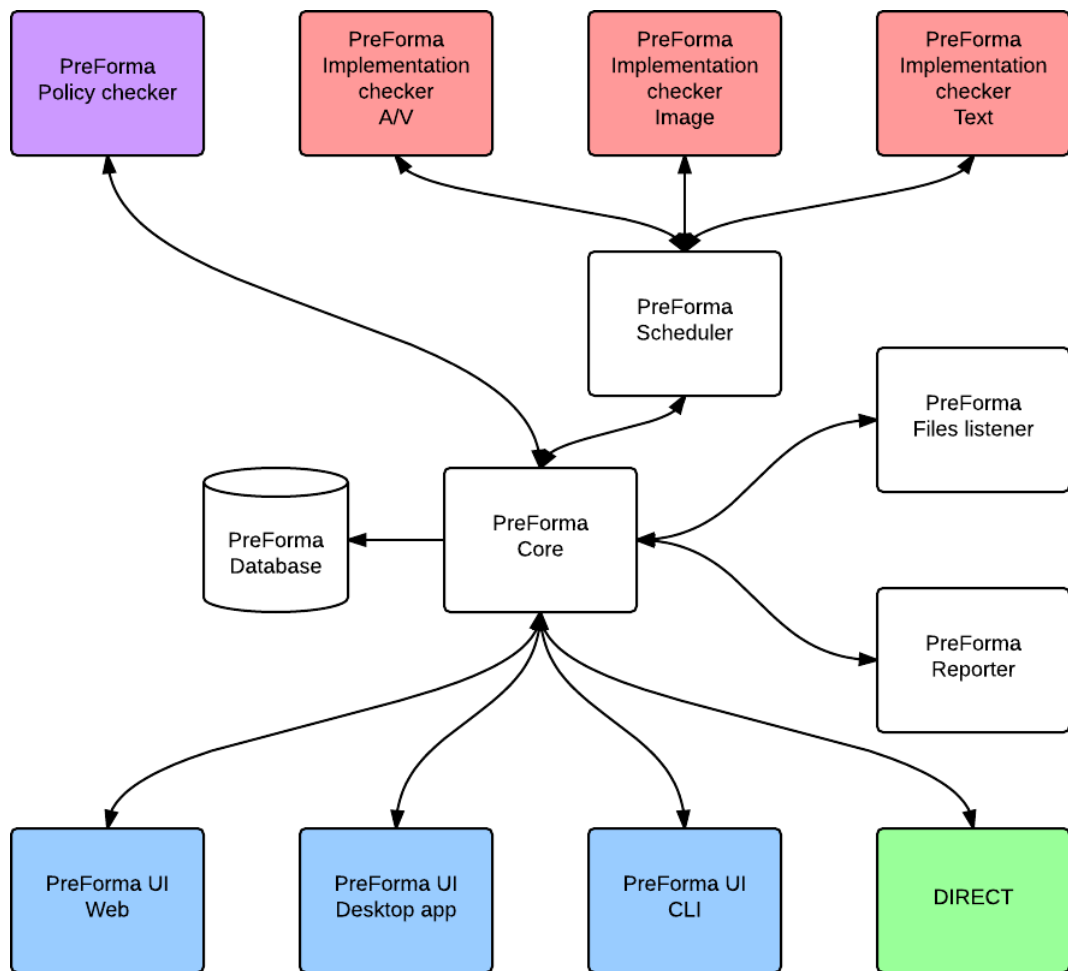 PreForma
Policy checker
PreForma
Implementation
checker
A/V
PreForma
Implementation
checker
Image
PreForma
Implementation
checker
Text
PreForma
Scheduler
PreForma
Files listener
PreForma
Database
PreForma
Core
PreForma
Reporter
PreForma UI
Web
PreForma UI
Desktop app
PreForma UI
CLI
DIRECT